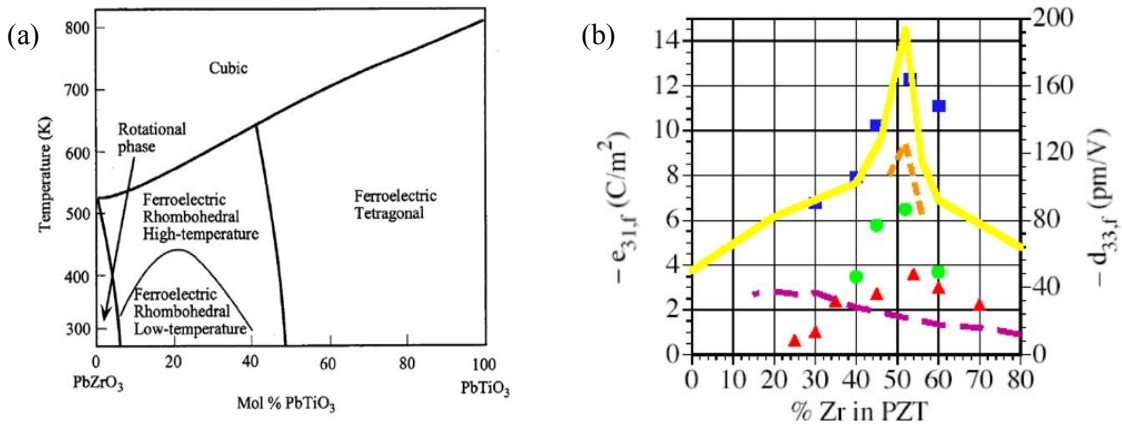 (a)
800
700
600
500
400
300
Temperature (K)
Cubic
Rotational
phase
Ferroelectric
Rhombohedral
High-temperature
Ferroelectric
Tetragonal
Ferroelectric
Rhombohedral
Low-temperature
0 20 40 60 80 100
PbZrO3 PbTiO3
Mol % PbTiO3
(b)
14
12
10
8
6
4
2
0
− e31,f (C/m²)
200
160
120
80
40
0
− d33,f (pm/V)
0 10 20 30 40 50 60 70 80
% Zr in PZT